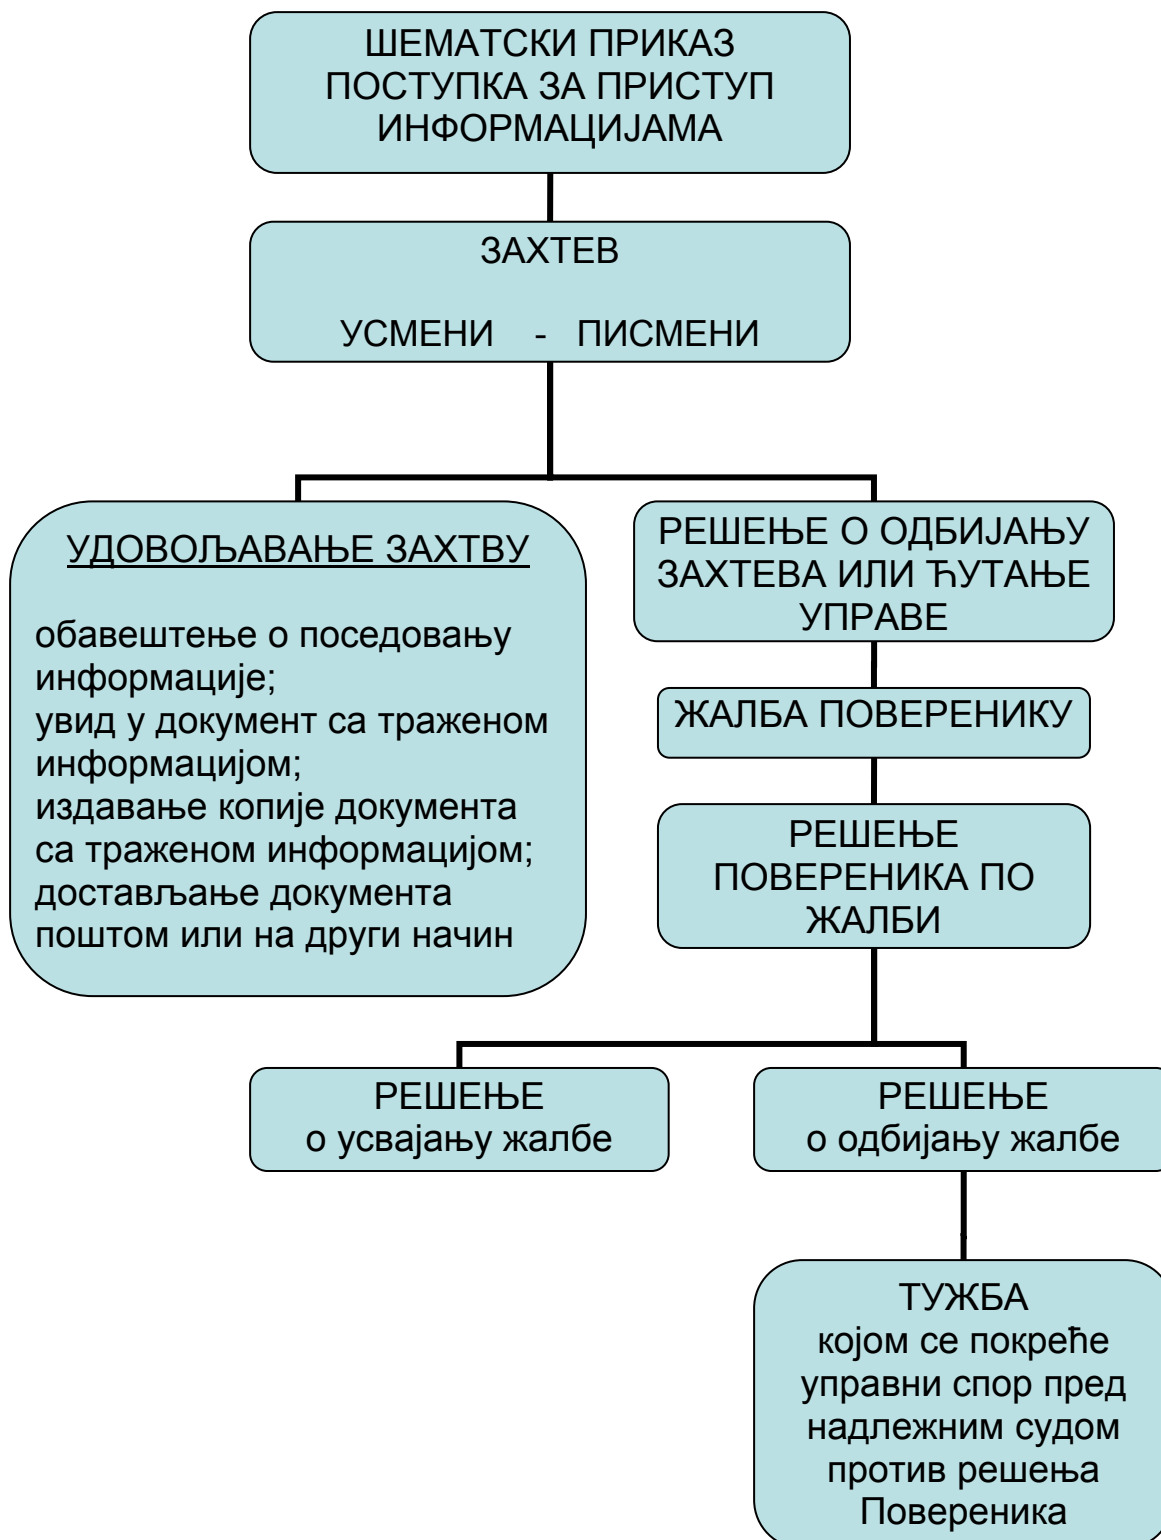 ШЕМАТСКИ ПРИКАЗ
ПОСТУПКА ЗА ПРИСТУП
ИНФОРМАЦИЈАМА
ЗАХТЕВ
УСМЕНИ - ПИСМЕНИ
УДОВОЉАВАЊЕ ЗАХТВУ
обавештење о поседовању
информације;
увид у документ са траженом
информацијом;
издавање копије документа
са траженом информацијом;
достављање документа
поштом или на други начин
РЕШЕЊЕ О ОДБИЈАЊУ
ЗАХТЕВА ИЛИ ЋУТАЊЕ
УПРАВЕ
ЖАЛБА ПОВЕРЕНИКУ
РЕШЕЊЕ
ПОВЕРЕНИКА ПО
ЖАЛБИ
РЕШЕЊЕ
о усвајању жалбе
РЕШЕЊЕ
о одбијању жалбе
ТУЖБА
којом се покреће
управни спор пред
надлежним судом
против решења
Повереника